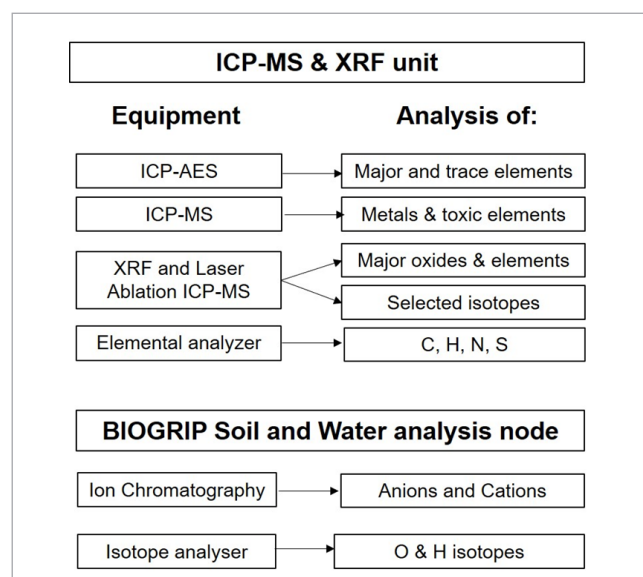 ICP-MS & XRF unit
Equipment
Analysis of:
ICP-AES
Major and trace elements
ICP-MS
Metals & toxic elements
XRF and Laser
Ablation ICP-MS
Major oxides & elements
Selected isotopes
Elemental analyzer
C, H, N, S
BIOGRIP Soil and Water analysis node
Ion Chromatography
Anions and Cations
Isotope analyser
O & H isotopes